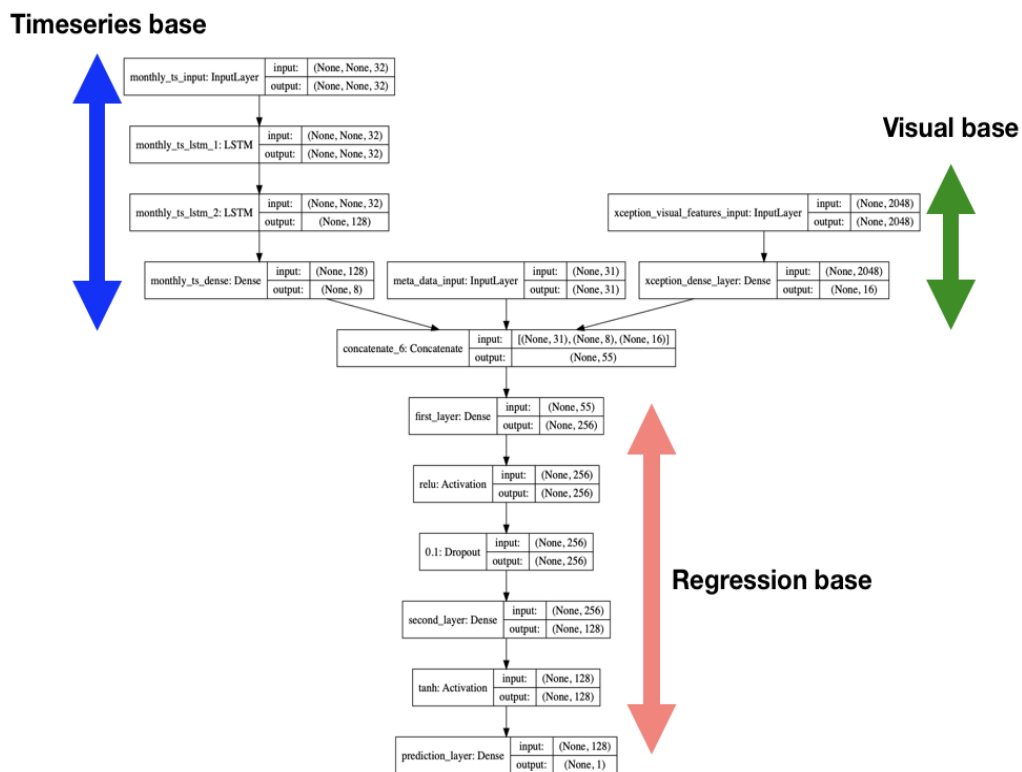 Timeseries base
monthly_ts_input: InputLayer
input: (None, None, 32)
output: (None, None, 32)
monthly_ts_lstm_1: LSTM
input: (None, None, 32)
output: (None, None, 32)
Visual base
monthly_ts_lstm_2: LSTM
input: (None, None, 32)
output: (None, 128)
xception_visual_features_input: InputLayer
input: (None, 2048)
output: (None, 2048)
monthly_ts_dense: Dense
input: (None, 128)
output: (None, 8)
meta_data_input: InputLayer
input: (None, 31)
output: (None, 31)
xception_dense_layer: Dense
input: (None, 2048)
output: (None, 16)
concatenate_6: Concatenate
input: [(None, 31), (None, 8), (None, 16)]
output: (None, 55)
first_layer: Dense
input: (None, 55)
output: (None, 256)
relu: Activation
input: (None, 256)
output: (None, 256)
0.1: Dropout
input: (None, 256)
output: (None, 256)
Regression base
second_layer: Dense
input: (None, 256)
output: (None, 128)
tanh: Activation
input: (None, 128)
output: (None, 128)
prediction_layer: Dense
input: (None, 128)
output: (None, 1)